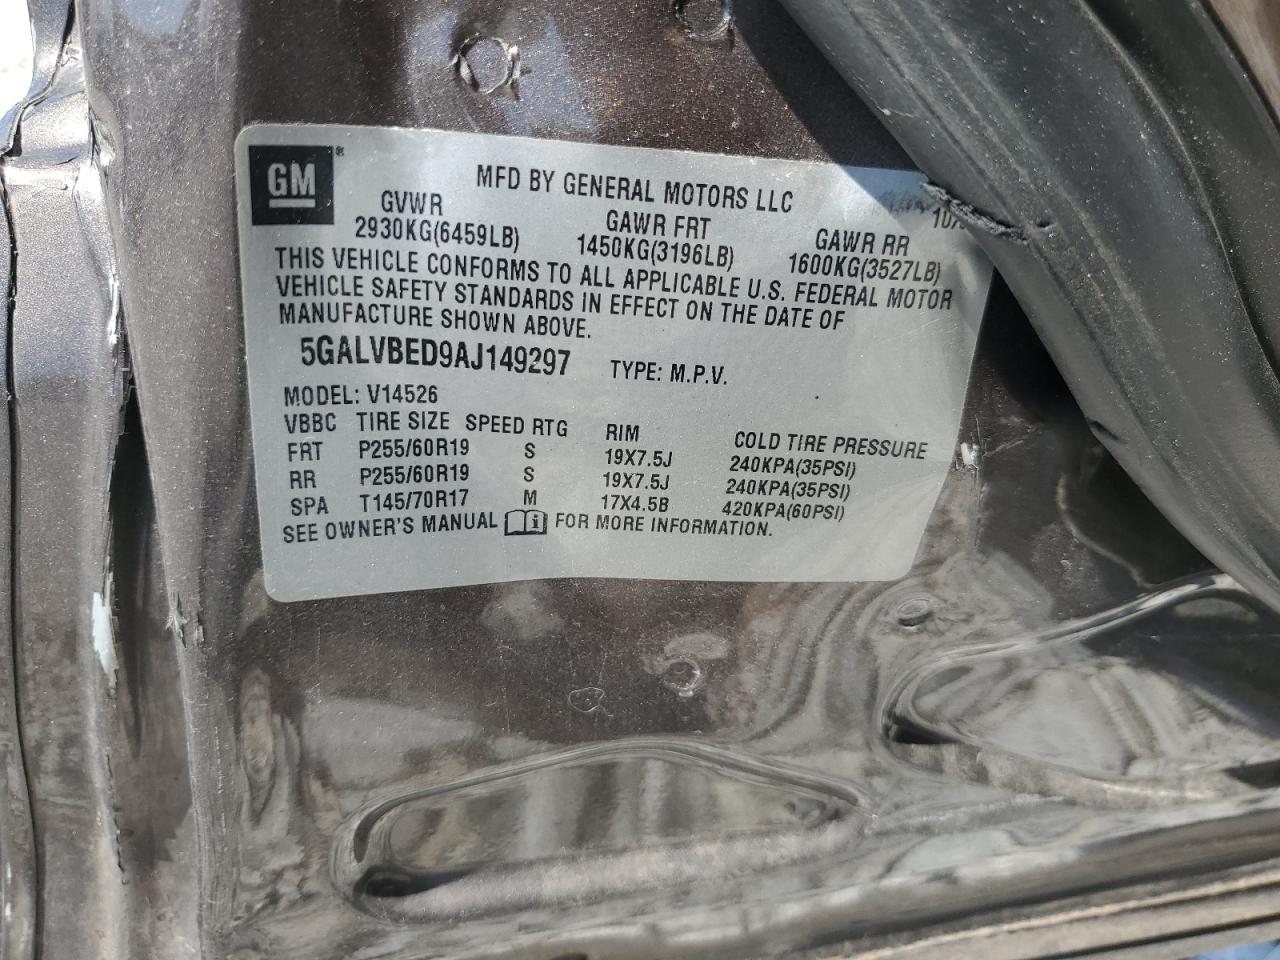 GM ®
MFD BY GENERAL MOTORS LLC
GVWR GAWR FRT GAWR RR
2930KG(6459LB) 1450KG(3196LB) 1600KG(3527LB)
THIS VEHICLE CONFORMS TO ALL APPLICABLE U.S. FEDERAL MOTOR
VEHICLE SAFETY STANDARDS IN EFFECT ON THE DATE OF
MANUFACTURE SHOWN ABOVE.
5GALVBED9AJ149297 TYPE: M.P.V.
MODEL: V14526
VBBC TIRE SIZE SPEED RTG RIM COLD TIRE PRESSURE
FRT P255/60R19 S 19X7.5J 240KPA(35PSI)
RR P255/60R19 S 19X7.5J 240KPA(35PSI)
SPA T145/70R17 M 17X4.5B 420KPA(60PSI)
SEE OWNER'S MANUAL i FOR MORE INFORMATION.